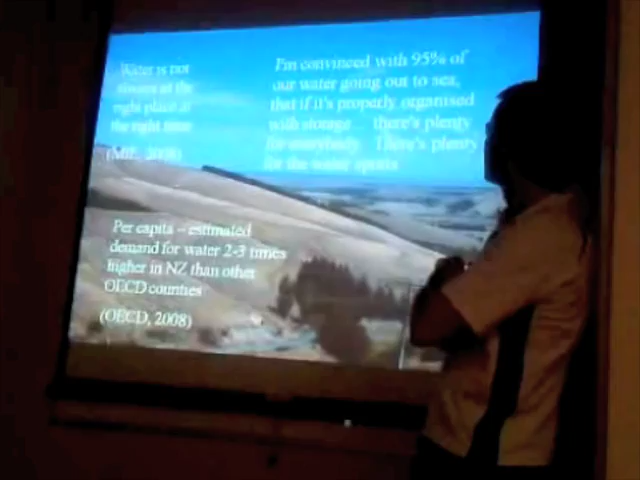 Water is not
always at the
right place at
the right time
(MfE, 2008)
I'm convinced with 95% of
our water going out to sea,
that if it's properly organised
with storage ... there's plenty
for everybody. There's plenty
for the water sports
Per capita – estimated
demand for water 2-3 times
higher in NZ than other
OECD counties
(OECD, 2008)